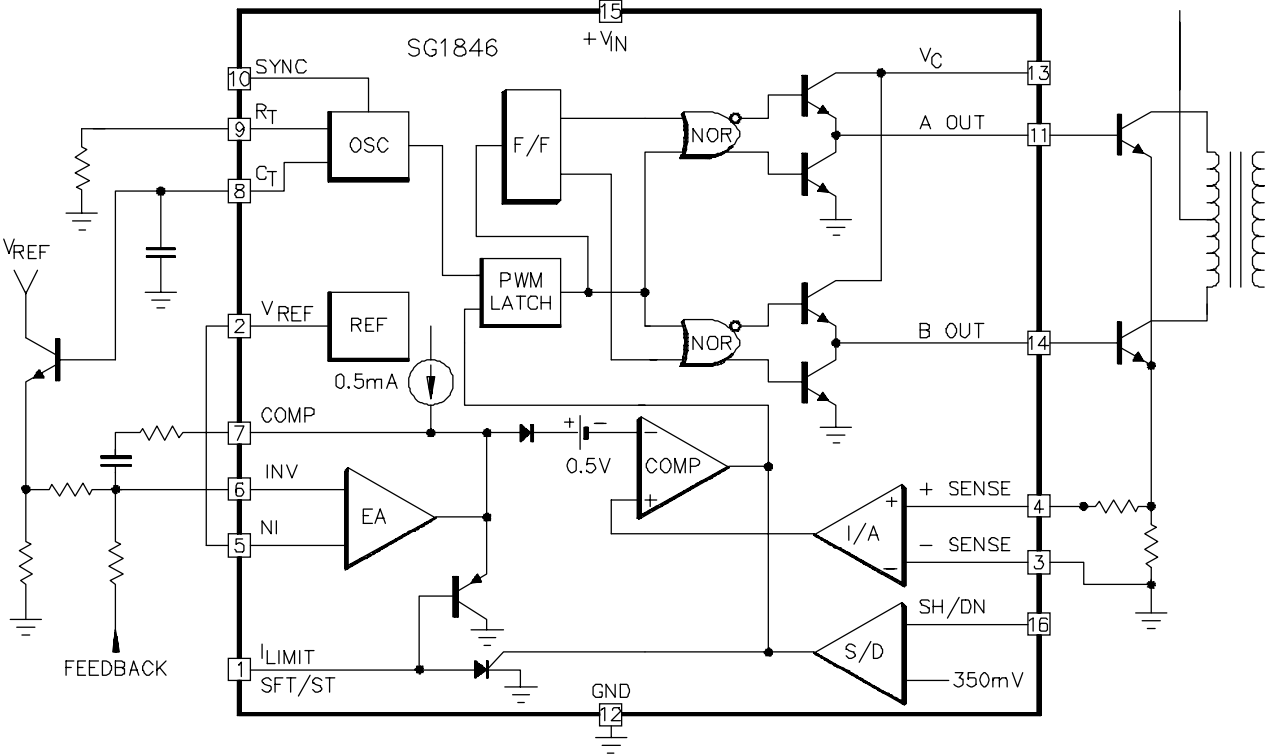 15
+VIN
SG1846
10 SYNC
VC
13
RT
9
OSC
F/F
NOR
A OUT
11
CT
8
VREF
PWM
LATCH
2
VREF
REF
NOR
B OUT
14
0.5mA
COMP
7
+ −
0.5V
−
COMP
+
INV
6
EA
NI
5
+ SENSE
4
+
I/A
− SENSE
−
3
SH/DN
16
S/D
350mV
FEEDBACK
1
ILIMIT
SFT/ST
GND
12